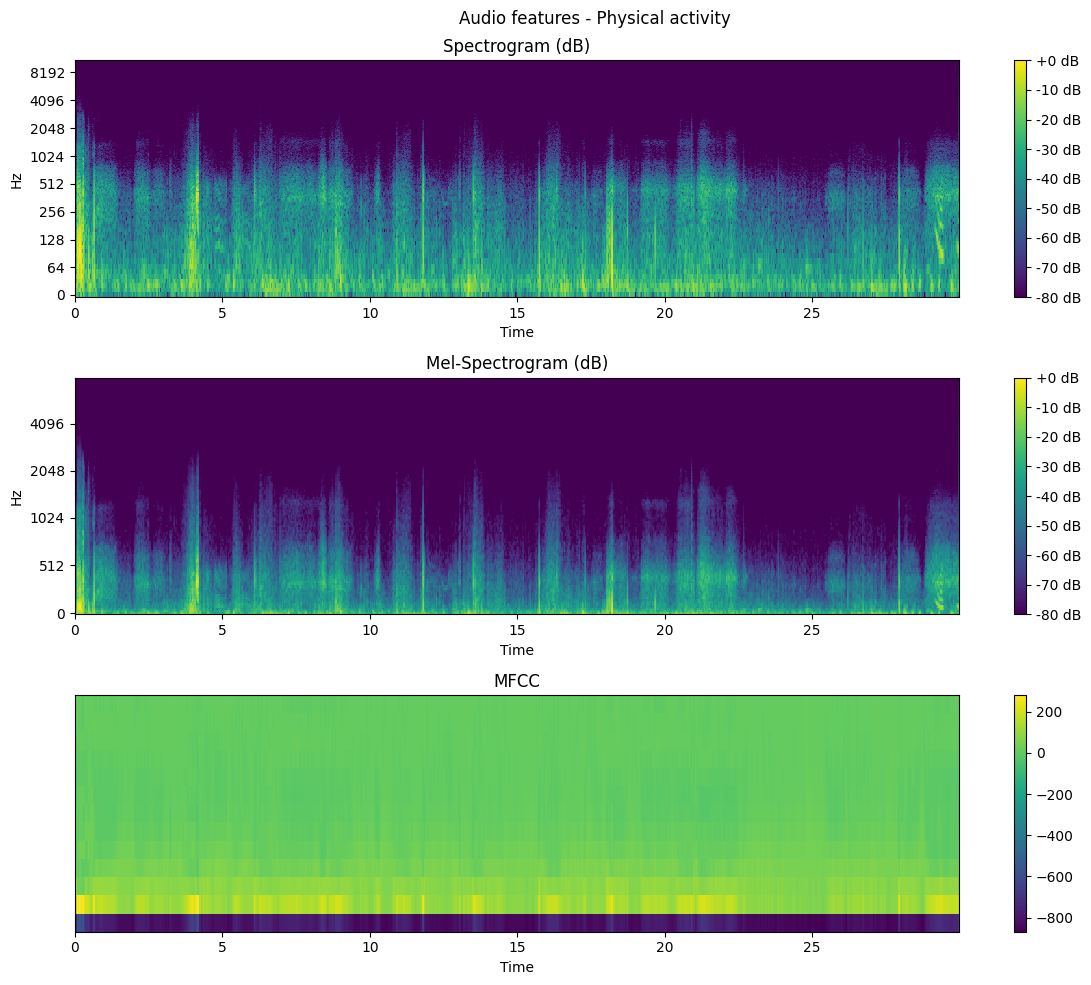 Audio features - Physical activity
Spectrogram (dB)
8192
4096
2048
1024
512
256
128
64
0
Hz
0 5 10 15 20 25
Time
+0 dB
-10 dB
-20 dB
-30 dB
-40 dB
-50 dB
-60 dB
-70 dB
-80 dB
Mel-Spectrogram (dB)
4096
2048
1024
512
0
Hz
0 5 10 15 20 25
Time
+0 dB
-10 dB
-20 dB
-30 dB
-40 dB
-50 dB
-60 dB
-70 dB
-80 dB
MFCC
0 5 10 15 20 25
Time
200
0
−200
−400
−600
−800